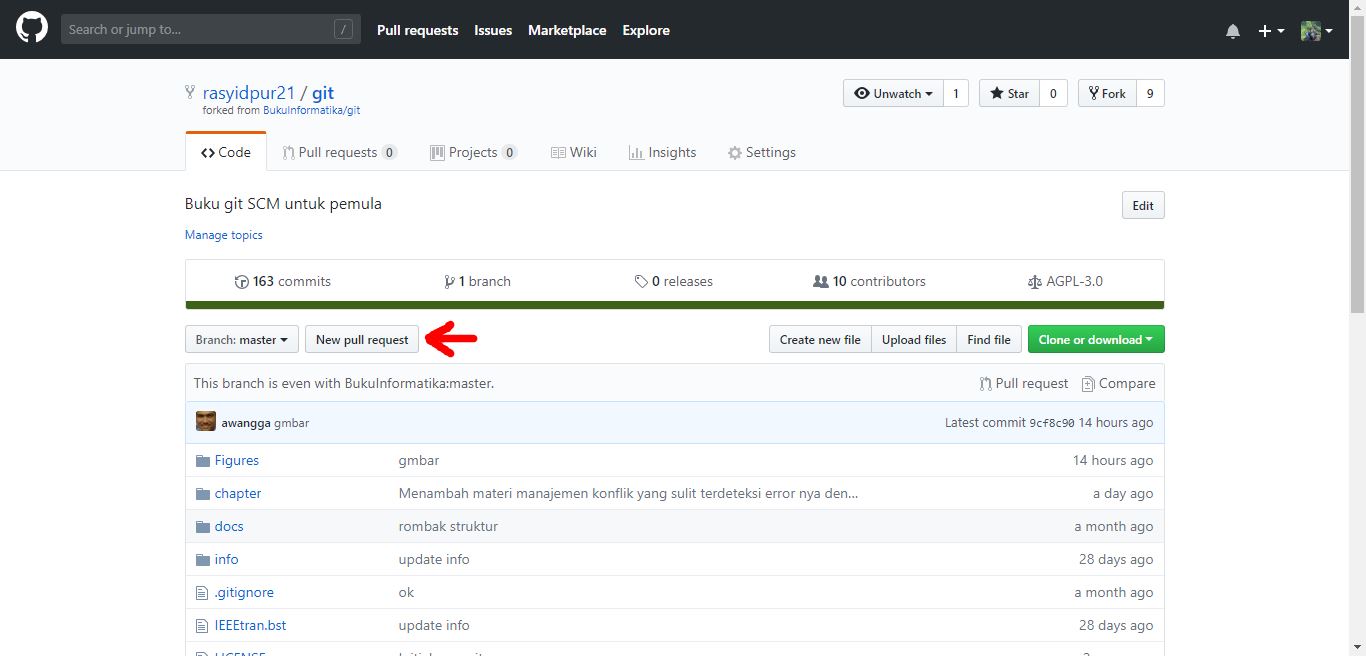 Search or jump to... /
Pull requests Issues Marketplace Explore
rasyidpur21 / git
forked from BukuInformatika/git
Unwatch 1 Star 0 Fork 9
Code Pull requests 0 Projects 0 Wiki Insights Settings
Buku git SCM untuk pemula
Edit
Manage topics
163 commits 1 branch 0 releases 10 contributors AGPL-3.0
Branch: master New pull request Create new file Upload files Find file Clone or download
This branch is even with BukuInformatika:master. Pull request Compare
awangga gmbar Latest commit 9cf8c90 14 hours ago
Figures gmbar 14 hours ago
chapter Menambah materi manajemen konflik yang sulit terdeteksi error nya den... a day ago
docs rombak struktur a month ago
info update info 28 days ago
.gitignore ok a month ago
IEEEtran.bst update info 28 days ago